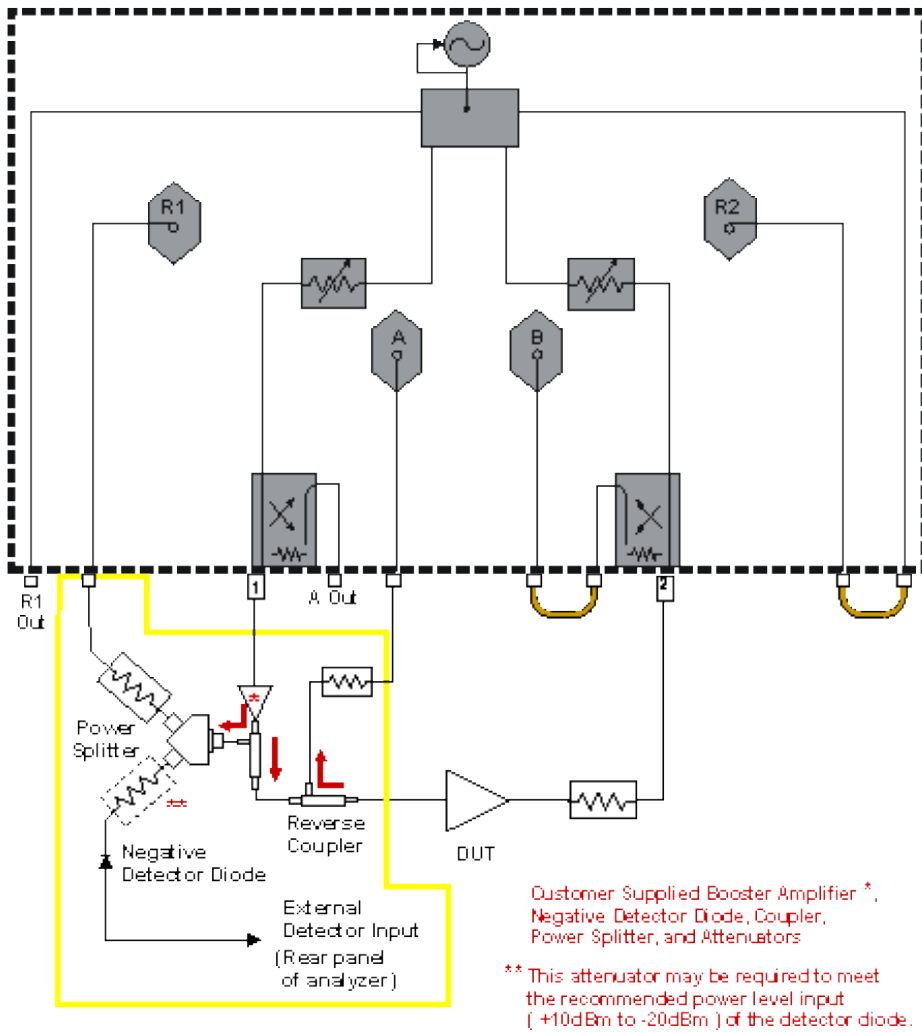 R1
R2
A
B
R1
Out
1
A Out
2
*
Power
Splitter
**
Reverse
Coupler
DUT
Negative
Detector Diode
External
Detector Input
(Rear panel
of analyzer)
Customer Supplied Booster Amplifier *,
Negative Detector Diode, Coupler,
Power Splitter, and Attenuators
** This attenuator may be required to meet
the recommended power level input
( +10dBm to -20dBm ) of the detector diode.